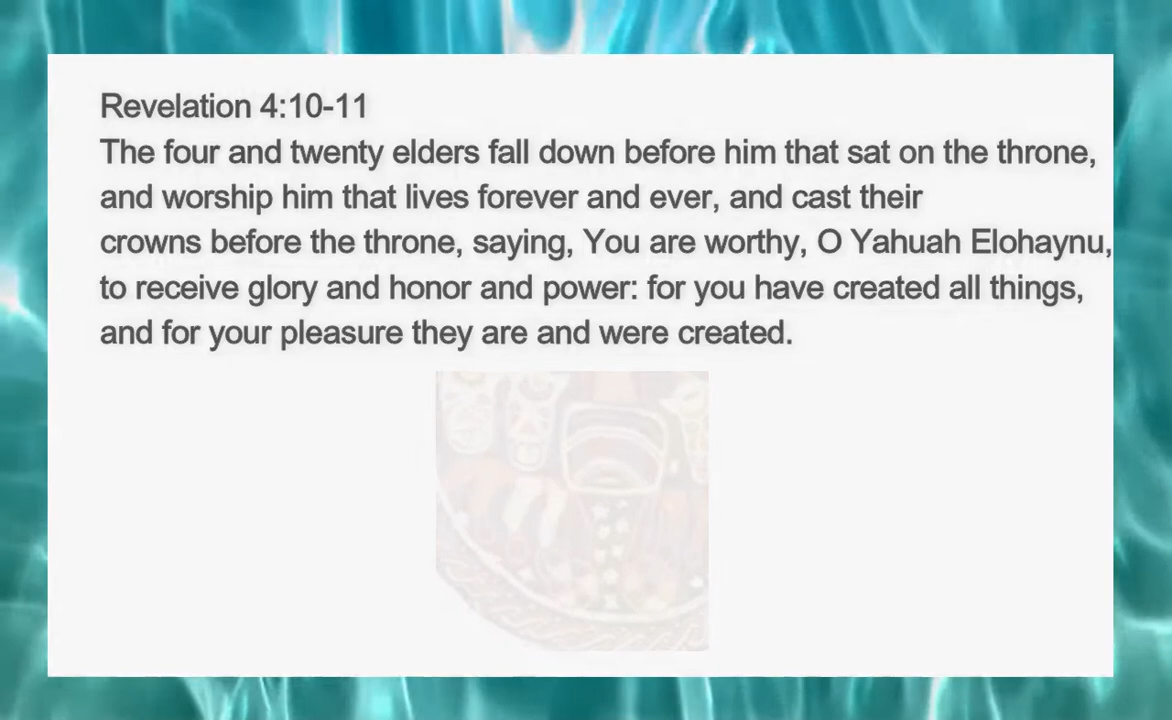 Revelation 4:10-11
The four and twenty elders fall down before him that sat on the throne,
and worship him that lives forever and ever, and cast their
crowns before the throne, saying, You are worthy, O Yahuah Elohaynu,
to receive glory and honor and power: for you have created all things,
and for your pleasure they are and were created.